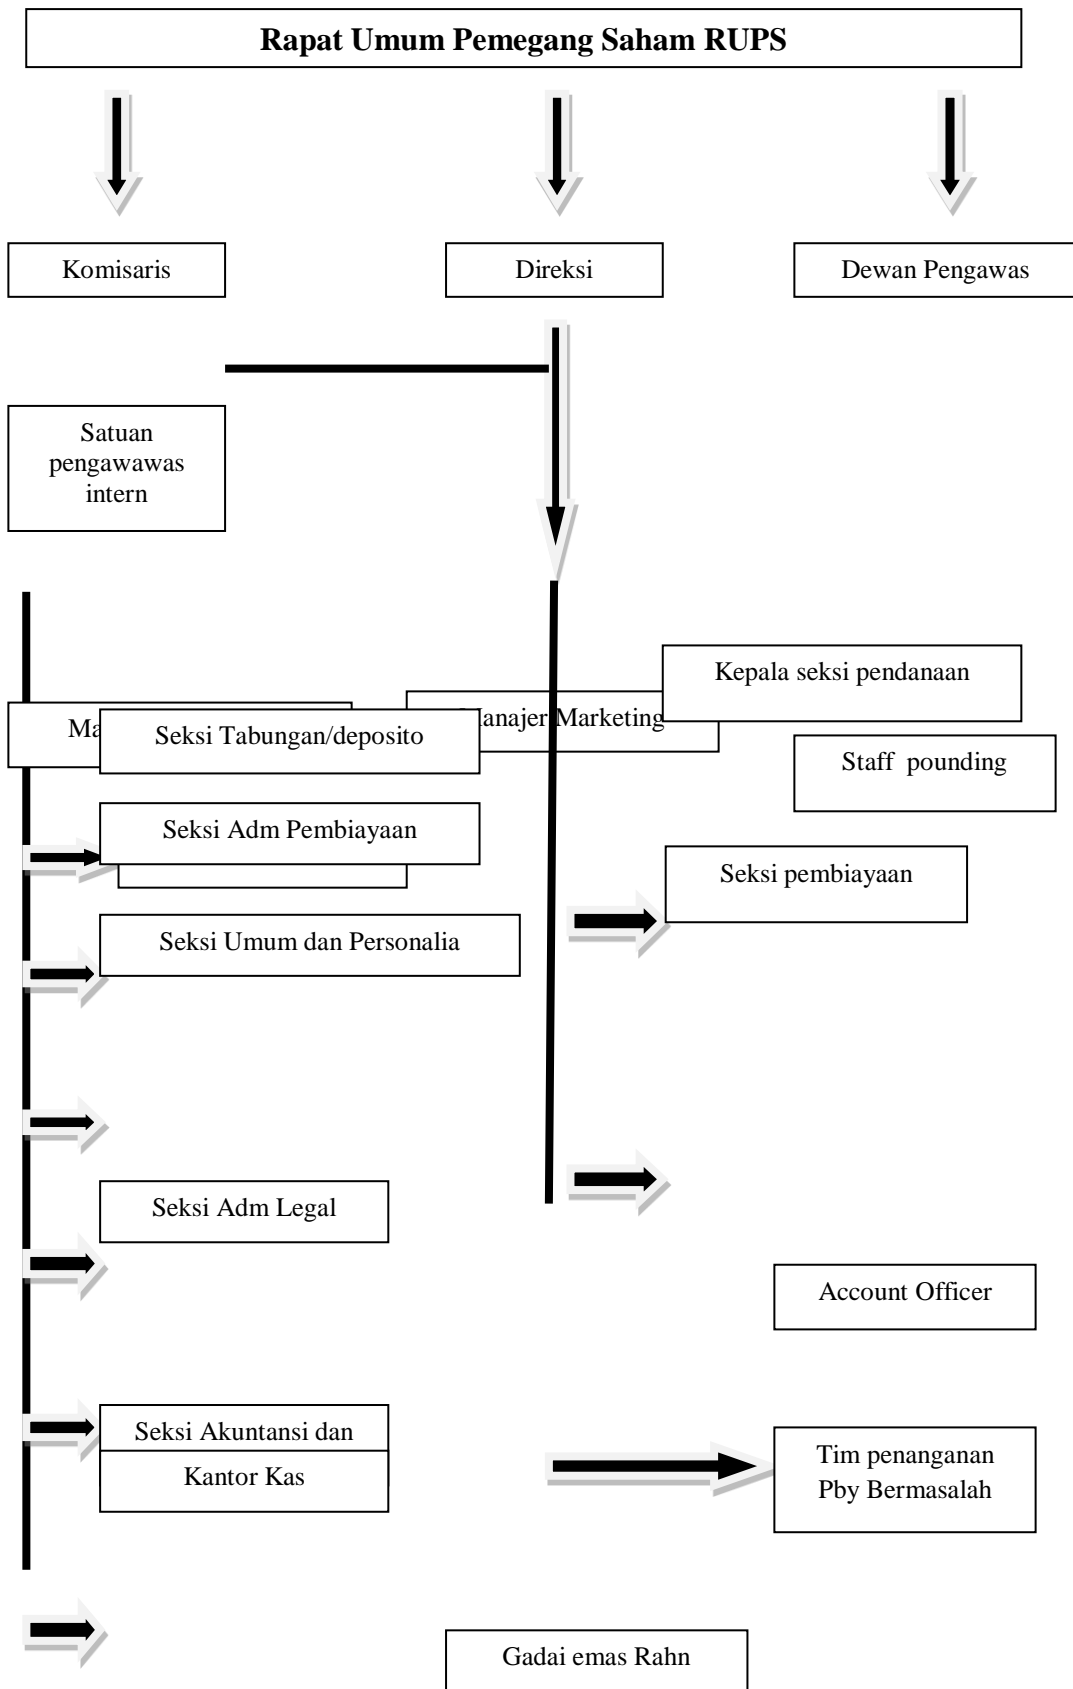 Rapat Umum Pemegang Saham RUPS
Komisaris
Direksi
Dewan Pengawas
Satuan
pengawawas
intern
Kepala seksi pendanaan
Manajer Marketing
Seksi Tabungan/deposito
Staff pounding
Seksi Adm Pembiayaan
Seksi pembiayaan
Seksi Umum dan Personalia
Seksi Adm Legal
Account Officer
Seksi Akuntansi dan
Kantor Kas
Tim penanganan
Pby Bermasalah
Gadai emas Rahn